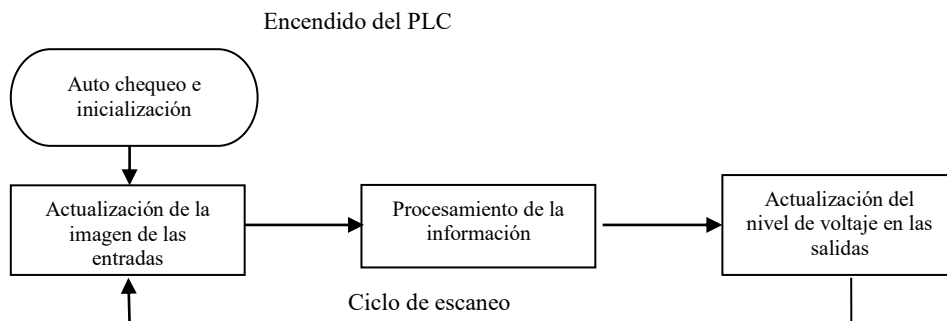 Encendido del PLC
Auto chequeo e
inicialización
Actualización de la
imagen de las
entradas
Procesamiento de la
información
Actualización del
nivel de voltaje en las
salidas
Ciclo de escaneo